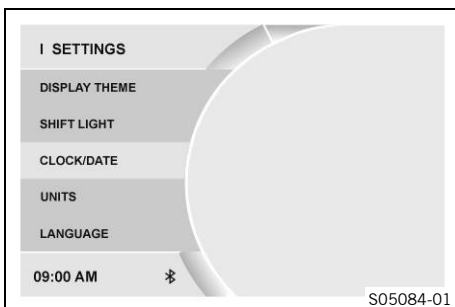 I SETTINGS
DISPLAY THEME
SHIFT LIGHT
CLOCK/DATE
UNITS
LANGUAGE
09:00 AM
S05084-01